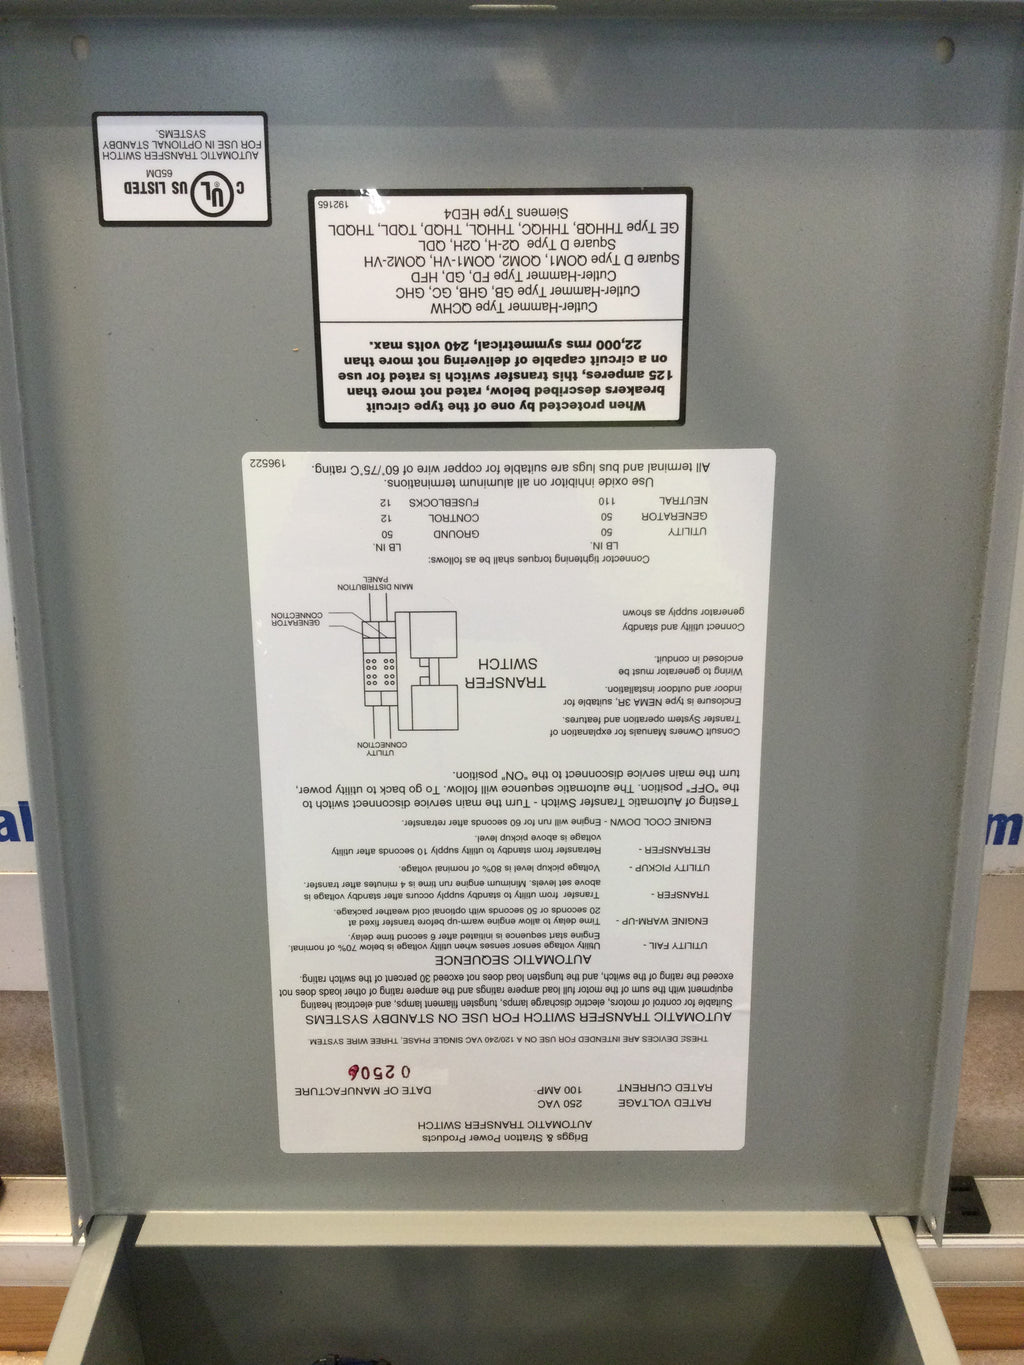 Briggs & Stratton Power Products
AUTOMATIC TRANSFER SWITCH
RATED VOLTAGE 250 VAC
RATED CURRENT 100 AMP DATE OF MANUFACTURE
02506
THESE DEVICES ARE INTENDED FOR USE ON A 120/240 VAC SINGLE PHASE, THREE WIRE SYSTEM.
AUTOMATIC TRANSFER SWITCH FOR USE ON STANDBY SYSTEMS
Suitable for control of motors, electric discharge lamps, tungsten filament lamps, and electrical heating
equipment with the sum of the motor full load ampere ratings and the ampere rating of other loads does not
exceed the rating of the switch, and the tungsten load does not exceed 30 percent of the switch rating.
AUTOMATIC SEQUENCE
UTILITY FAIL - Utility voltage sensor senses when utility voltage is below 70% of nominal.
Engine start sequence is initiated after 6 second time delay.
ENGINE WARM-UP - Time delay to allow engine warm-up before transfer fixed at
20 seconds or 50 seconds with optional cold weather package.
TRANSFER - Transfer from utility to standby supply occurs after standby voltage is
above set levels. Minimum engine run time is 4 minutes after transfer.
UTILITY PICKUP - Voltage pickup level is 80% of nominal voltage.
RETRANSFER - Retransfer from standby to utility supply 10 seconds after utility
voltage is above pickup level.
ENGINE COOL DOWN - Engine will run for 60 seconds after retransfer.
Testing of Automatic Transfer Switch - Turn the main service disconnect switch to
the "OFF" position. The automatic sequence will follow. To go back to utility power,
turn the main service disconnect to the "ON" position.
Consult Owners Manuals for explanation of
Transfer System operation and features.
Enclosure is type NEMA 3R, suitable for
indoor and outdoor installation.
Wiring to generator must be
enclosed in conduit.
Connect utility and standby
generator supply as shown
UTILITY
CONNECTION
TRANSFER
SWITCH
GENERATOR
CONNECTION
MAIN DISTRIBUTION
PANEL
Connector tightening torques shall be as follows:
LB IN. LB IN.
UTILITY 50 GROUND 50
GENERATOR 50 CONTROL 12
NEUTRAL 110 FUSEBLOCKS 12
Use oxide inhibitor on all aluminum terminations.
All terminal and bus lugs are suitable for copper wire of 60°/75°C rating.
196522
When protected by one of the type circuit
breakers described below, rated not more than
125 amperes, this transfer switch is rated for use
on a circuit capable of delivering not more than
22,000 rms symmetrical, 240 volts max.
Cutler-Hammer Type QCHW
Cutler-Hammer Type GB, GHB, GC, GHC
Cutler-Hammer Type FD, GD, HFD
Square D Type QOM1, QOM2, QOM1-VH, QOM2-VH
Square D Type Q2-H, Q2H, QDL
GE Type THHQB, THHQC, THHQL, THQD, TQDL, THQDL
Siemens Type HED4
192165
C UL US LISTED
65DM
AUTOMATIC TRANSFER SWITCH
FOR USE IN OPTIONAL STANDBY
SYSTEMS.
al
m